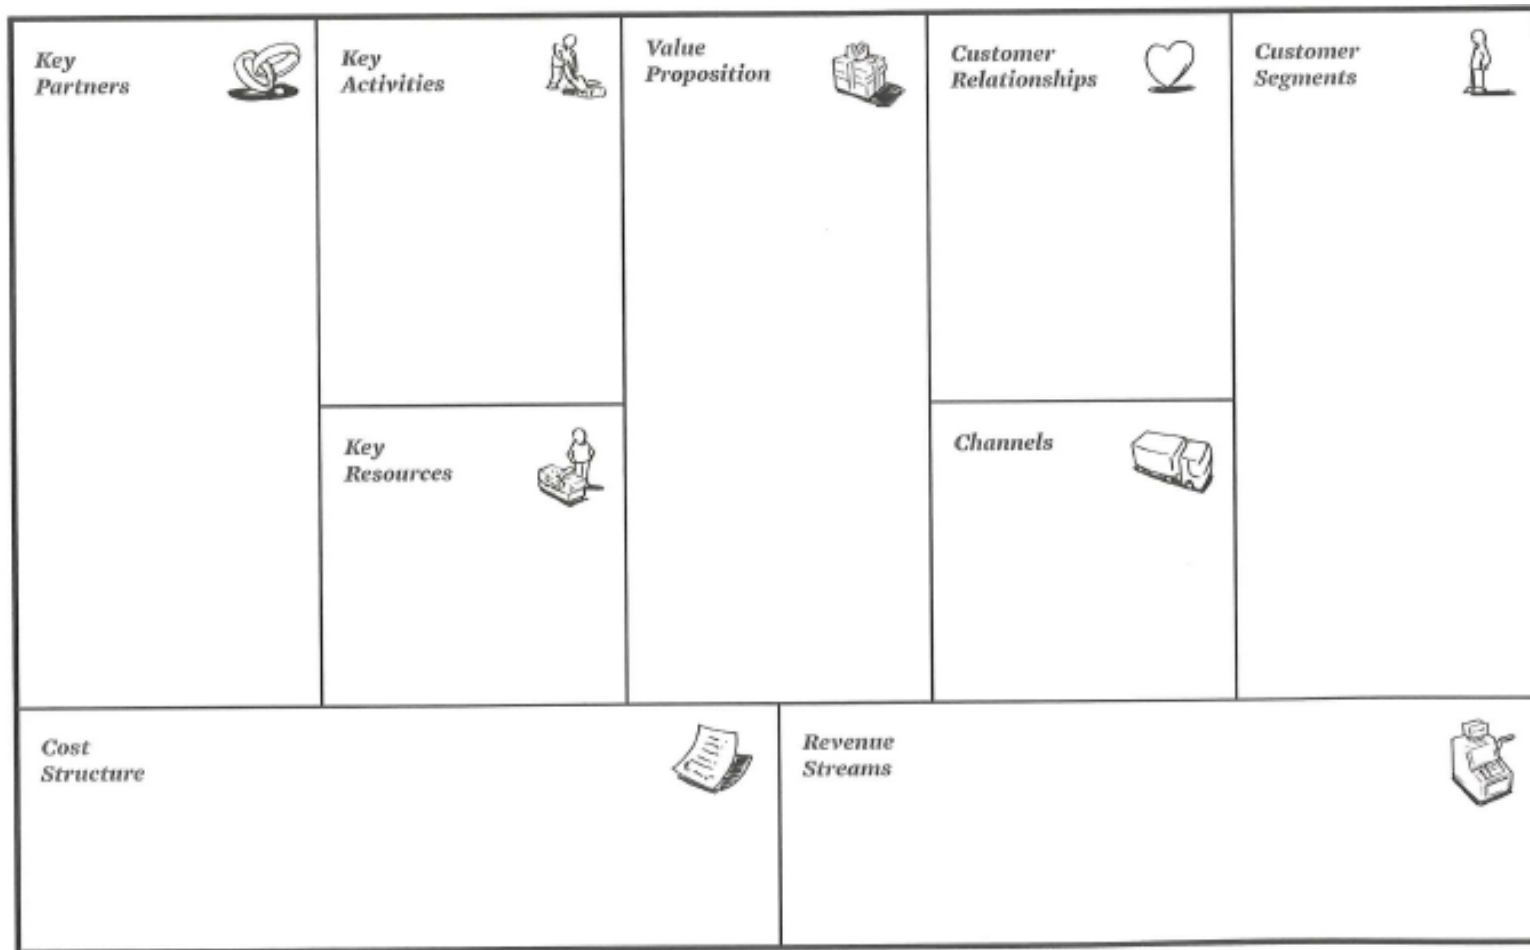 Key
Partners
Key
Activities
Key
Resources
Value
Proposition
Customer
Relationships
Channels
Customer
Segments
Cost
Structure
Revenue
Streams